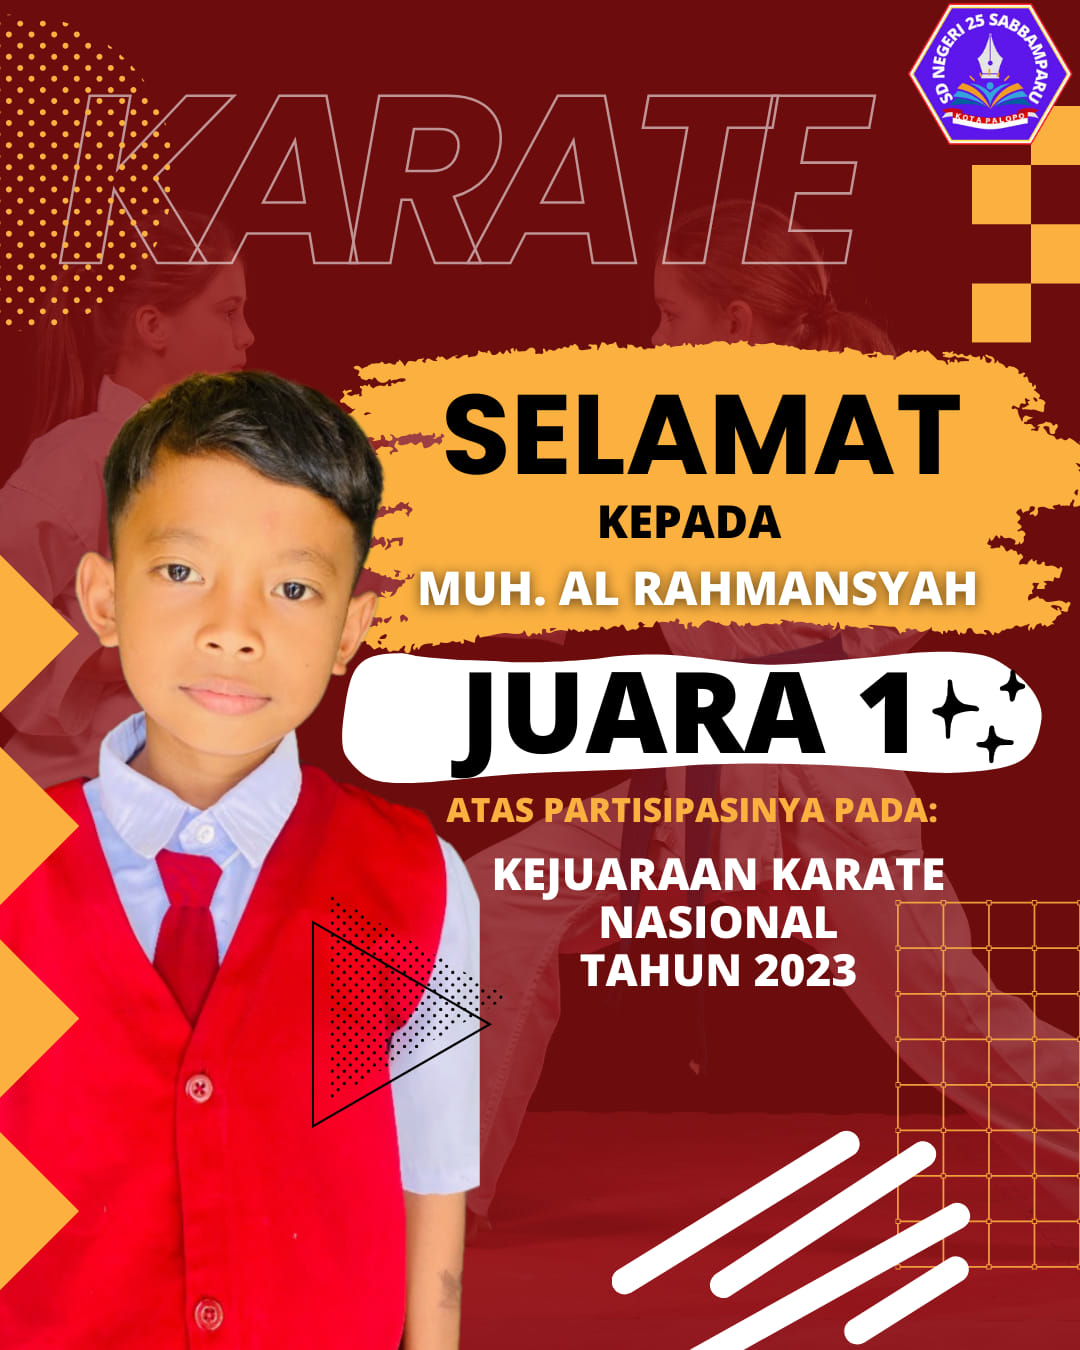 SD NEGERI 25 SABBAMPARU
KOTA PALOPO
KARATE
SELAMAT
KEPADA
MUH. AL RAHMANSYAH
JUARA 1
ATAS PARTISIPASINYA PADA:
KEJUARAAN KARATE
NASIONAL
TAHUN 2023